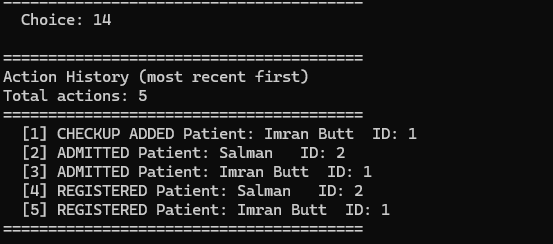 ========================================
Choice: 14
========================================
Action History (most recent first)
Total actions: 5
========================================
[1] CHECKUP ADDED Patient: Imran Butt  ID: 1
[2] ADMITTED Patient: Salman   ID: 2
[3] ADMITTED Patient: Imran Butt  ID: 1
[4] REGISTERED Patient: Salman   ID: 2
[5] REGISTERED Patient: Imran Butt  ID: 1
========================================